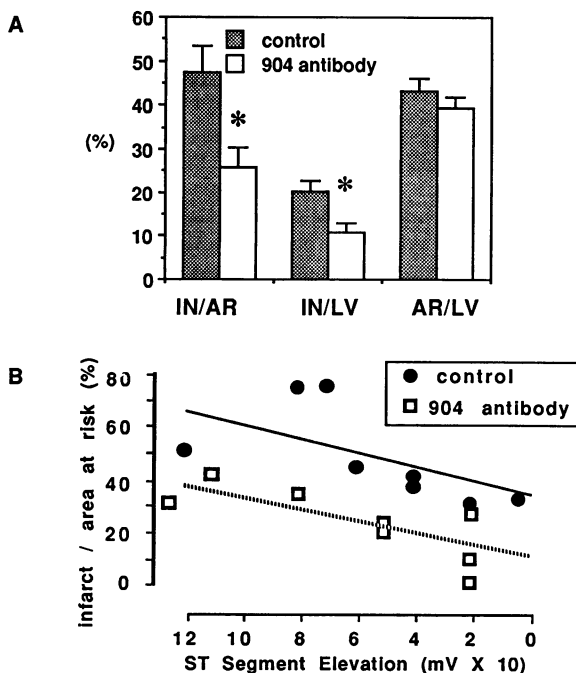 A
60
50
40
(%)
30
20
10
0
control
904 antibody
*
*
IN/AR IN/LV AR/LV
B
infarct / area at risk (%)
80
60
40
20
0
control
904 antibody
12 10 8 6 4 2 0
ST Segment Elevation (mV X 10)